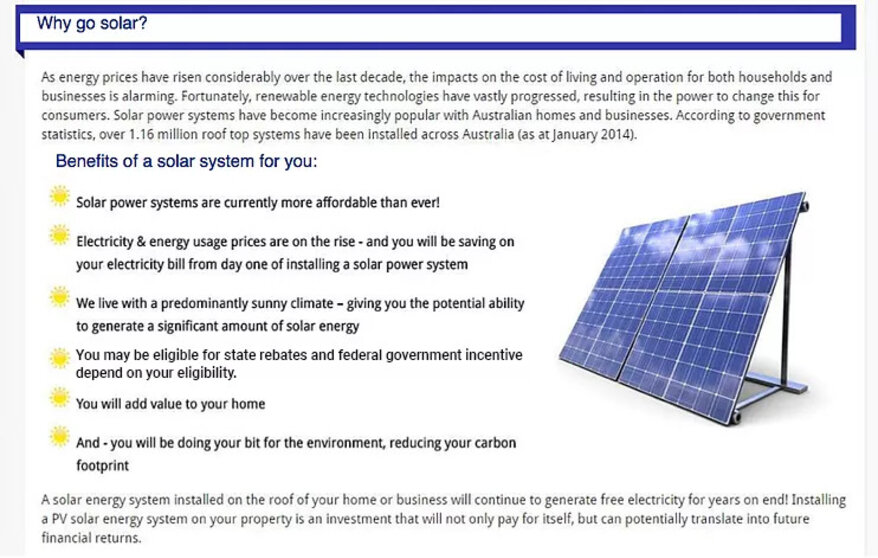 Why go solar?
As energy prices have risen considerably over the last decade, the impacts on the cost of living and operation for both households and
businesses is alarming. Fortunately, renewable energy technologies have vastly progressed, resulting in the power to change this for
consumers. Solar power systems have become increasingly popular with Australian homes and businesses. According to government
statistics, over 1.16 million roof top systems have been installed across Australia (as at January 2014).
Benefits of a solar system for you:
Solar power systems are currently more affordable than ever!
Electricity & energy usage prices are on the rise - and you will be saving on
your electricity bill from day one of installing a solar power system
We live with a predominantly sunny climate – giving you the potential ability
to generate a significant amount of solar energy
You may be eligible for state rebates and federal government incentive
depend on your eligibility.
You will add value to your home
And - you will be doing your bit for the environment, reducing your carbon
footprint
A solar energy system installed on the roof of your home or business will continue to generate free electricity for years on end! Installing
a PV solar energy system on your property is an investment that will not only pay for itself, but can potentially translate into future
financial returns.